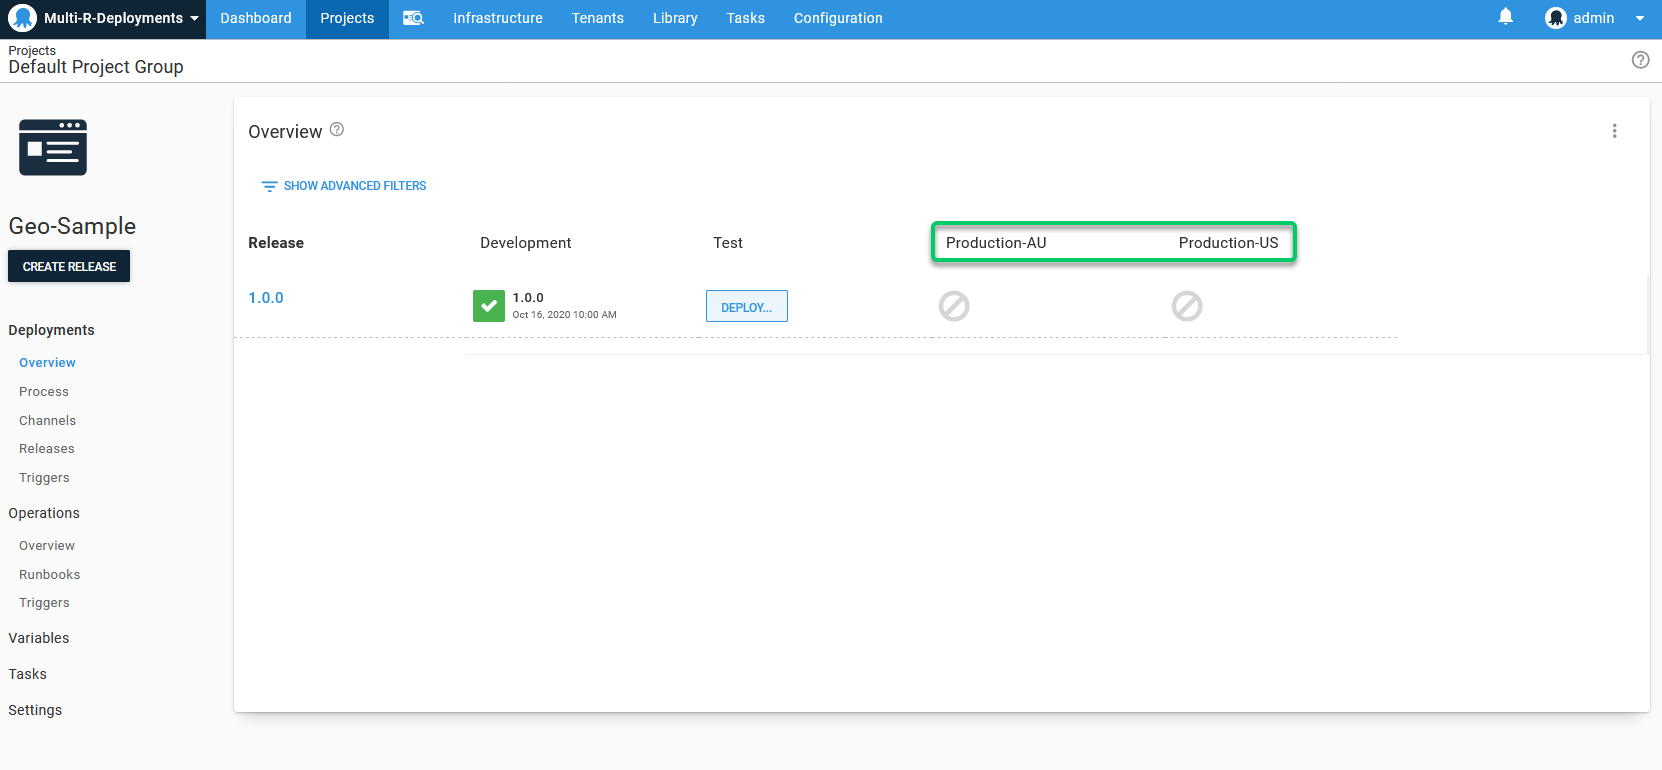 Multi-R-Deployments
Dashboard
Projects
Infrastructure
Tenants
Library
Tasks
Configuration
admin
Projects
Default Project Group
Geo-Sample
CREATE RELEASE
Deployments
Overview
Process
Channels
Releases
Triggers
Operations
Overview
Runbooks
Triggers
Variables
Tasks
Settings
Overview
SHOW ADVANCED FILTERS
Release Development Test Production-AU Production-US
1.0.0
1.0.0
Oct 16, 2020 10:00 AM
DEPLOY...